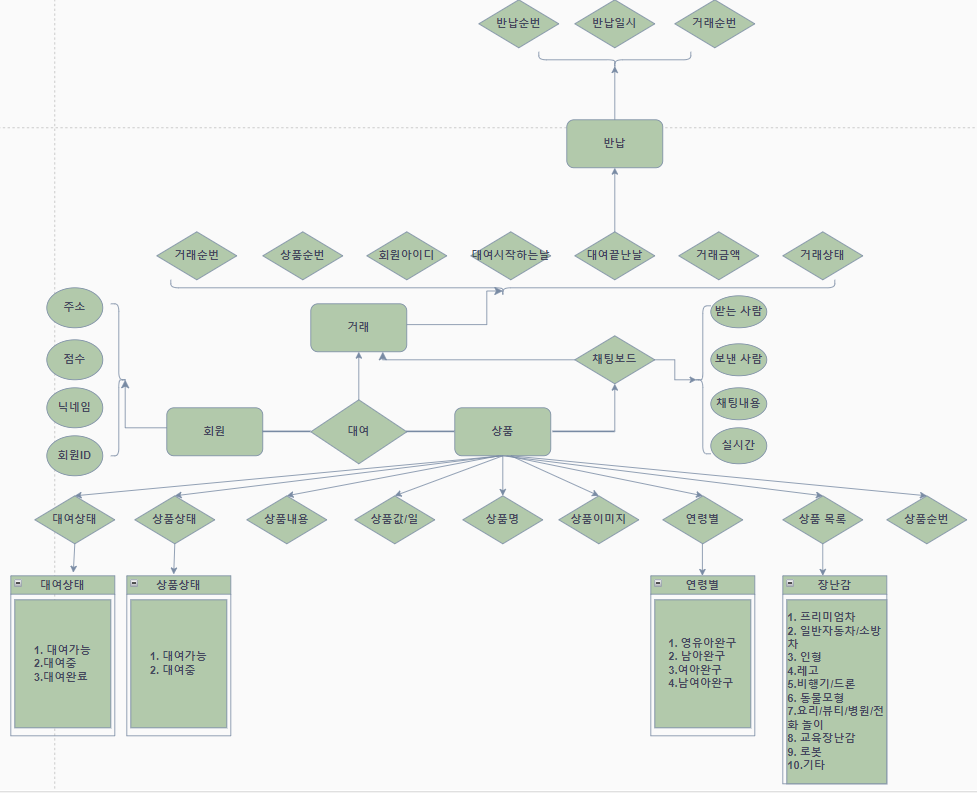 반납순번
반납일시
거래순번
반납
거래순번
상품순번
회원아이디
대여시작하는날
대여끝난날
거래금액
거래상태
주소
점수
닉네임
회원ID
거래
채팅보드
받는 사람
보낸 사람
채팅내용
실시간
회원
대여
상품
대여상태
상품상태
상품내용
상품값/일
상품명
상품이미지
연령별
상품 목록
상품순번
대여상태
1. 대여가능
2.대여중
3.대여완료
상품상태
1. 대여가능
2. 대여중
연령별
1. 영유아완구
2. 남아완구
3.여아완구
4.남여아완구
장난감
1. 프리미엄차
2. 일반자동차/소방
차
3. 인형
4.레고
5.비행기/드론
6. 동물모형
7.요리/뷰티/병원/전
화 놀이
8. 교육장난감
9. 로봇
10.기타